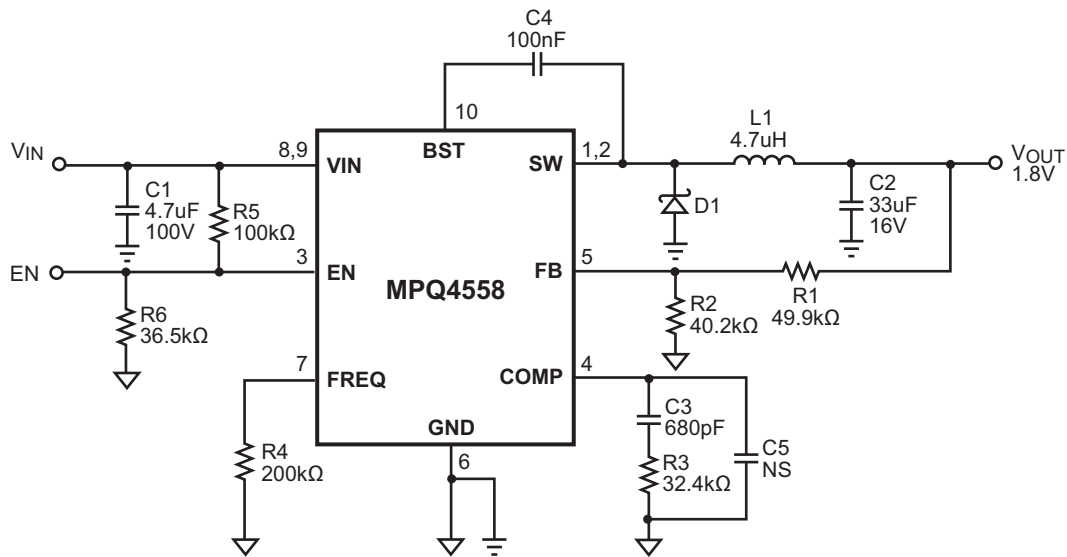 C4
100nF
10
L1
4.7uH
VIN
8,9
VIN
BST
SW
1,2
VOUT
1.8V
C1
4.7uF
100V
R5
100kΩ
D1
C2
33uF
16V
EN
3
EN
MPQ4558
FB
5
R1
49.9kΩ
R6
36.5kΩ
R2
40.2kΩ
7
FREQ
COMP
4
GND
6
R4
200kΩ
C3
680pF
R3
32.4kΩ
C5
NS